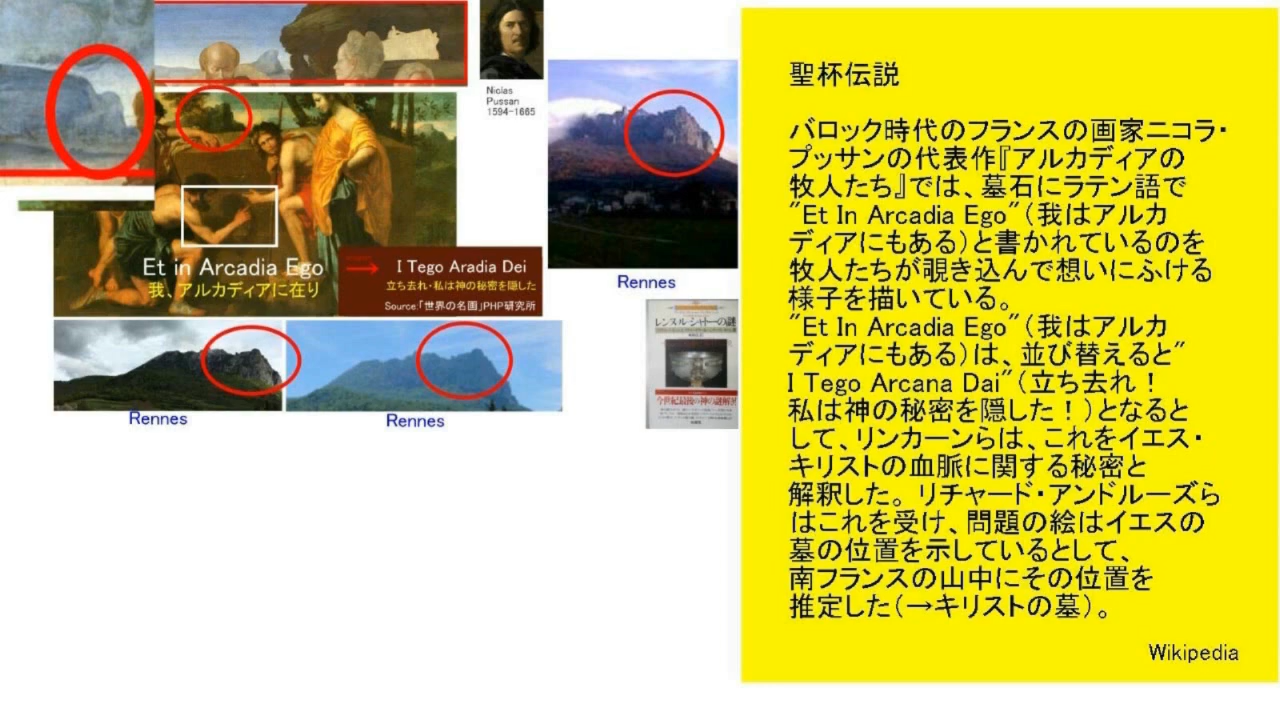 Niclas
Pussan
1594-1665
Et in Arcadia Ego
我、アルカディアに在り
I Tego Aradia Dei
立ち去れ・私は神の秘密を隠した
Source:「世界の名画」PHP研究所
Rennes
Rennes
Rennes
レンヌ=ル=シャトーの謎
今世紀最後の神の謎解き!
聖杯伝説
バロック時代のフランスの画家ニコラ・
プッサンの代表作『アルカディアの
牧人たち』では、墓石にラテン語で
"Et In Arcadia Ego"(我はアルカ
ディアにもある)と書かれているのを
牧人たちが覗き込んで想いにふける
様子を描いている。
"Et In Arcadia Ego"(我はアルカ
ディアにもある)は、並び替えると"
I Tego Arcana Dai"(立ち去れ!
私は神の秘密を隠した!)となると
して、リンカーンらは、これをイエス・
キリストの血脈に関する秘密と
解釈した。リチャード・アンドルーズら
はこれを受け、問題の絵はイエスの
墓の位置を示しているとして、
南フランスの山中にその位置を
推定した(→キリストの墓)。
Wikipedia